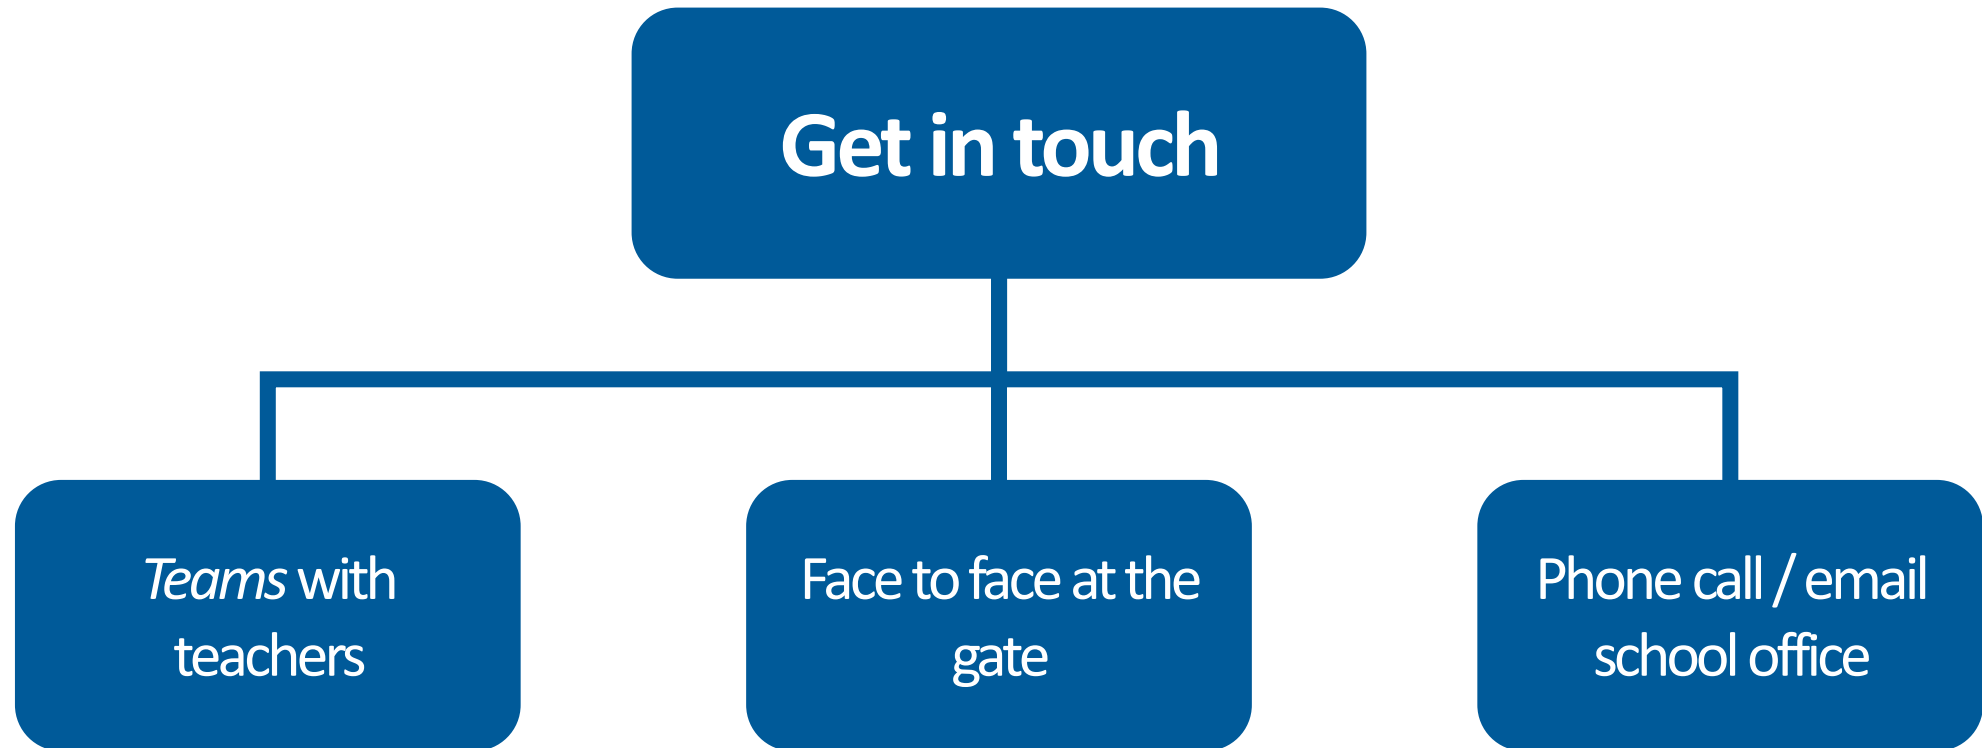 Get in touch
Teams with
teachers
Face to face at the
gate
Phone call / email
school office